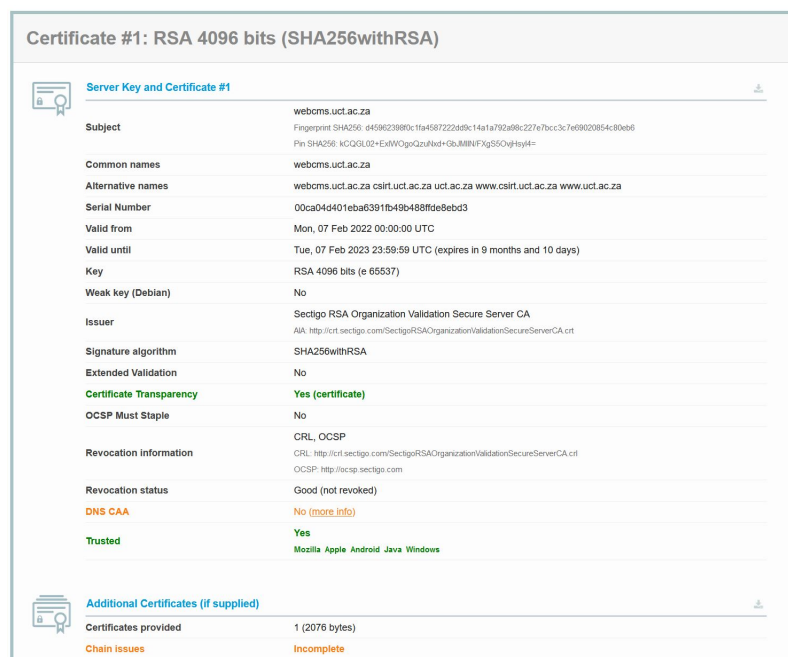 Certificate #1: RSA 4096 bits (SHA256withRSA)
Server Key and Certificate #1
Subject
webcms.uct.ac.za
Fingerprint SHA256: d45962398f0c1fa4587222dd9c14a1a792a98c227e7bcc3c7e69020854c80eb6
Pin SHA256: kCQGL02+ExIWOgoQzuNxd+GbJMIlN/FXgS5OvjHsyI4=
Common names webcms.uct.ac.za
Alternative names webcms.uct.ac.za csirt.uct.ac.za uct.ac.za www.csirt.uct.ac.za www.uct.ac.za
Serial Number 00ca04d401eba6391fb49b488ffde8ebd3
Valid from Mon, 07 Feb 2022 00:00:00 UTC
Valid until Tue, 07 Feb 2023 23:59:59 UTC (expires in 9 months and 10 days)
Key RSA 4096 bits (e 65537)
Weak key (Debian) No
Issuer
Sectigo RSA Organization Validation Secure Server CA
AIA: http://crt.sectigo.com/SectigoRSAOrganizationValidationSecureServerCA.crt
Signature algorithm SHA256withRSA
Extended Validation No
Certificate Transparency Yes (certificate)
OCSP Must Staple No
Revocation information
CRL, OCSP
CRL: http://crl.sectigo.com/SectigoRSAOrganizationValidationSecureServerCA.crl
OCSP: http://ocsp.sectigo.com
Revocation status Good (not revoked)
DNS CAA No (more info)
Trusted
Yes
Mozilla Apple Android Java Windows
Additional Certificates (if supplied)
Certificates provided 1 (2076 bytes)
Chain issues Incomplete